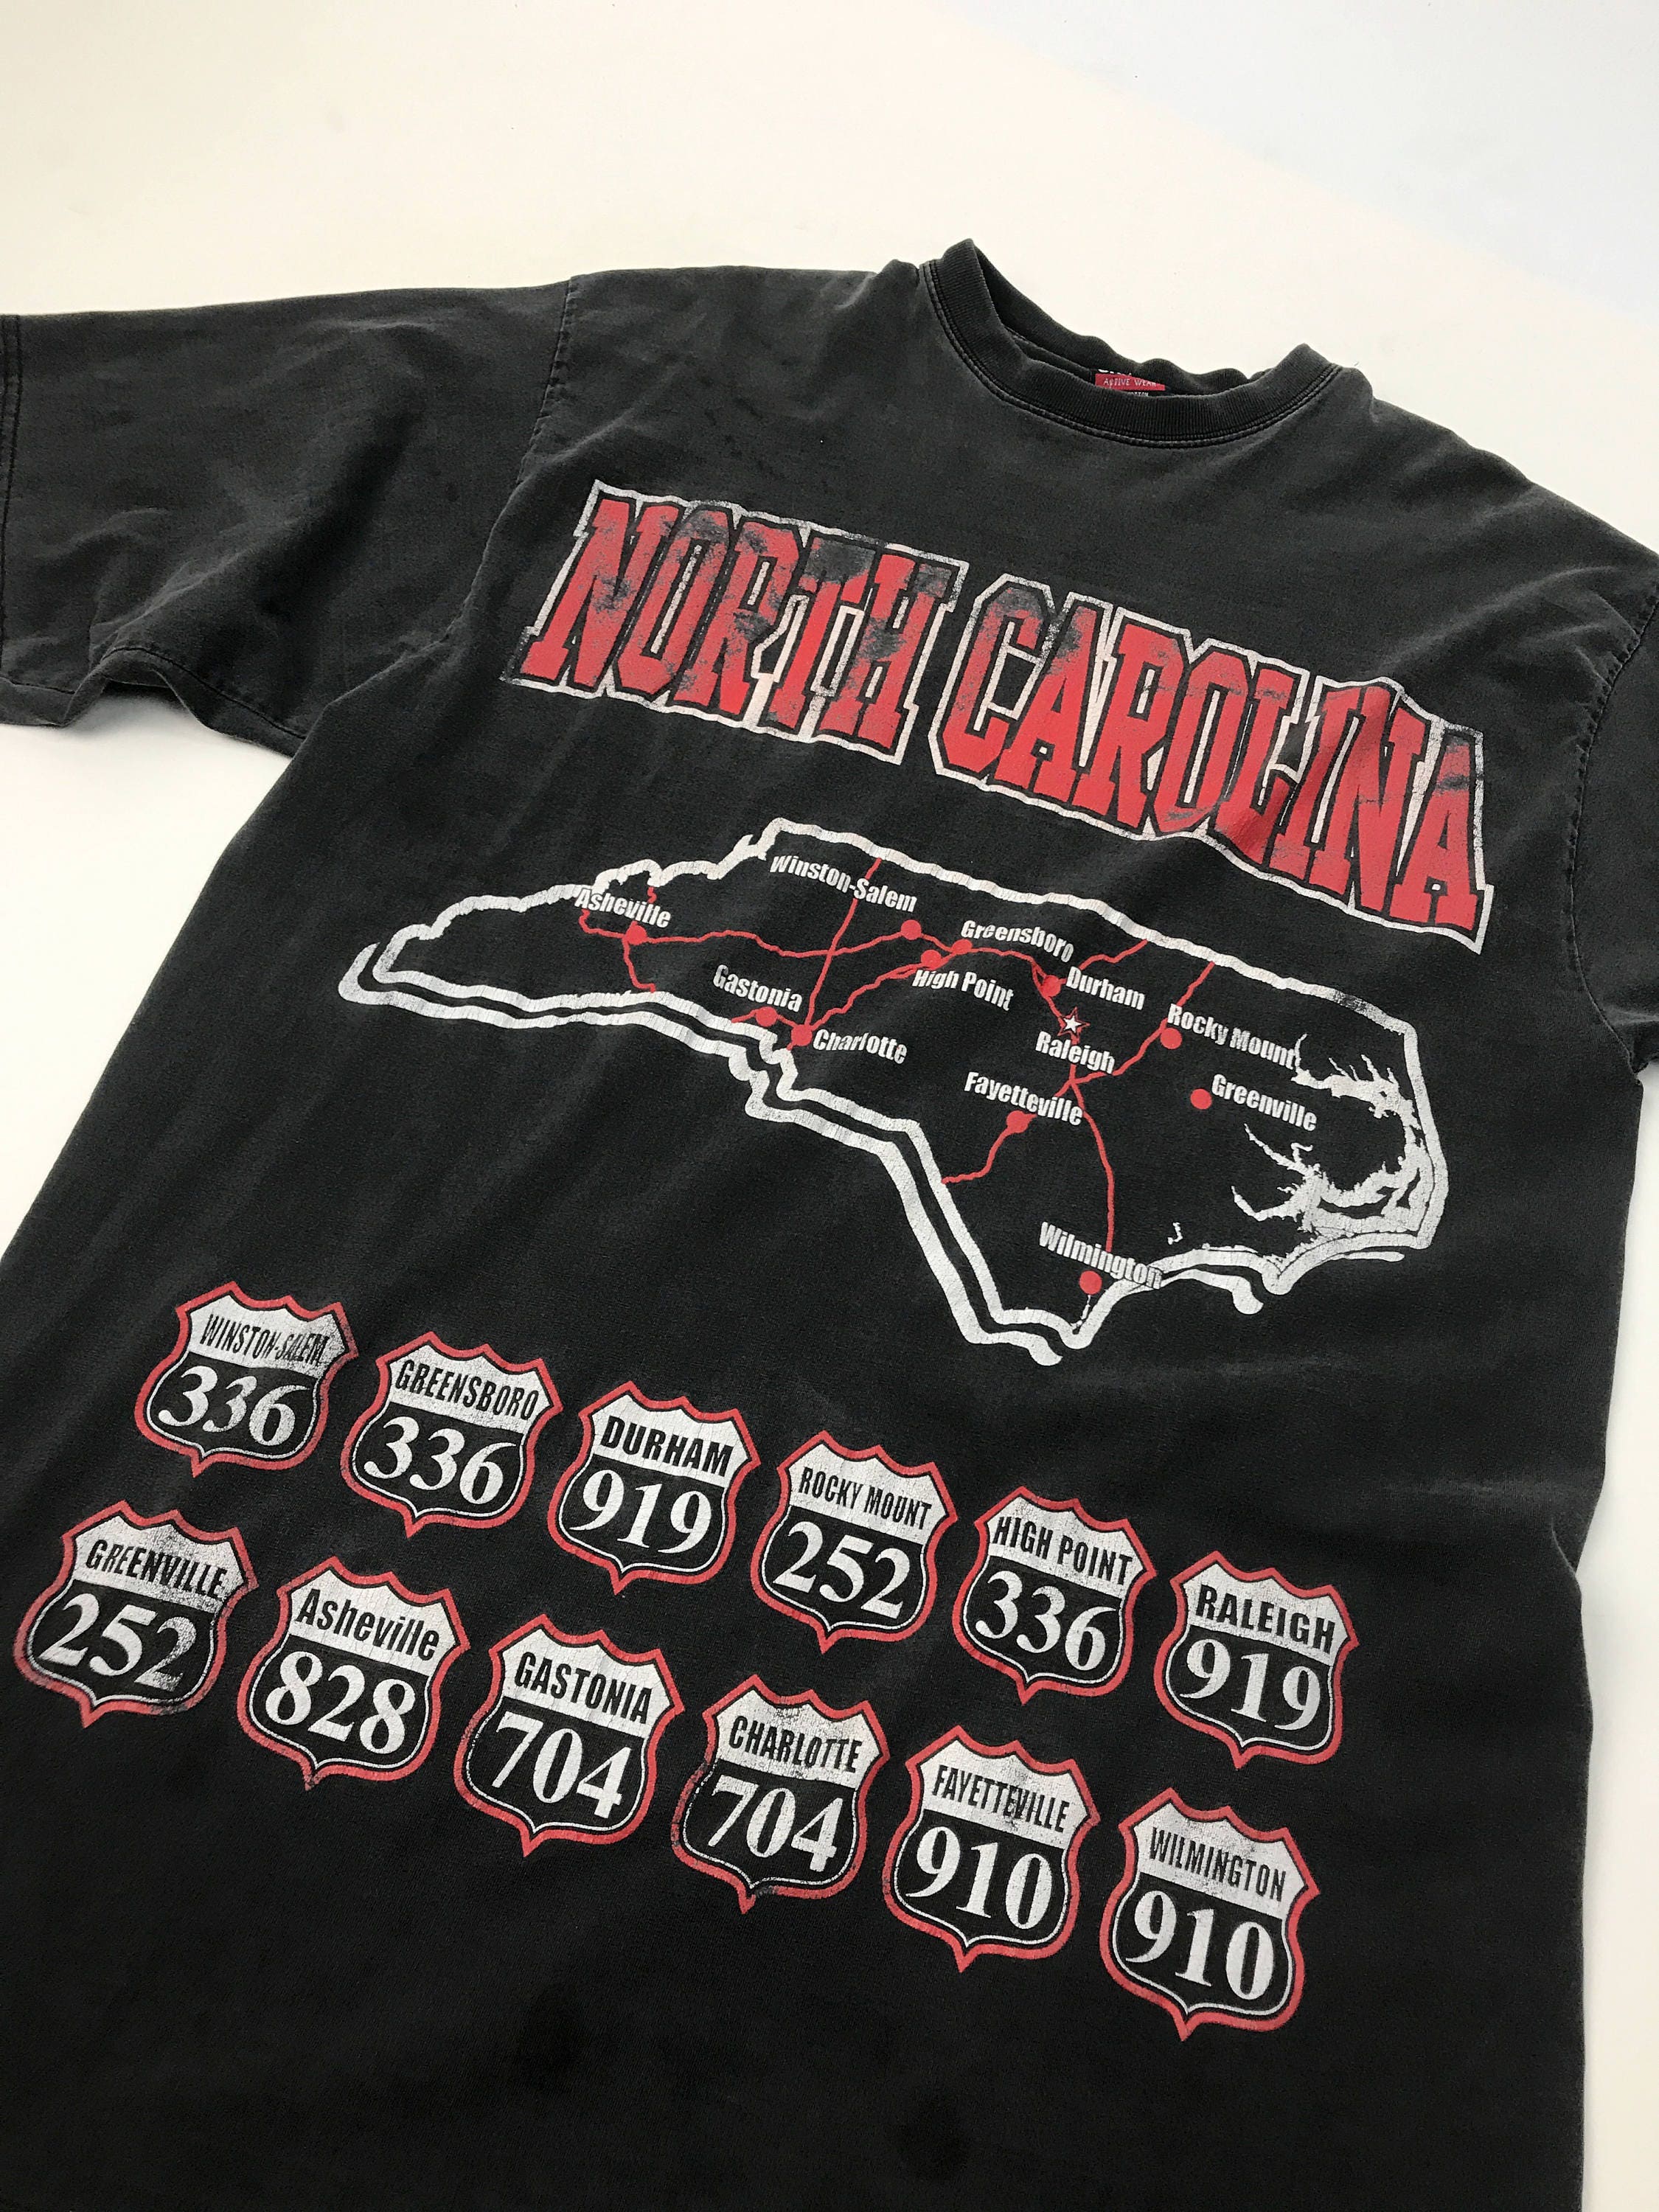 ACTIVE WEAR
NORTH CAROLINA
Winston-Salem
Asheville
Greensboro
High Point
Durham
Gastonia
Charlotte
Raleigh
Rocky Mount
Fayetteville
Greenville
Wilmington
WINSTON-SALEM
336
GREENSBORO
336
DURHAM
919
ROCKY MOUNT
252
HIGH POINT
336
RALEIGH
919
GREENVILLE
252
Asheville
828
GASTONIA
704
CHARLOTTE
704
FAYETTEVILLE
910
WILMINGTON
910